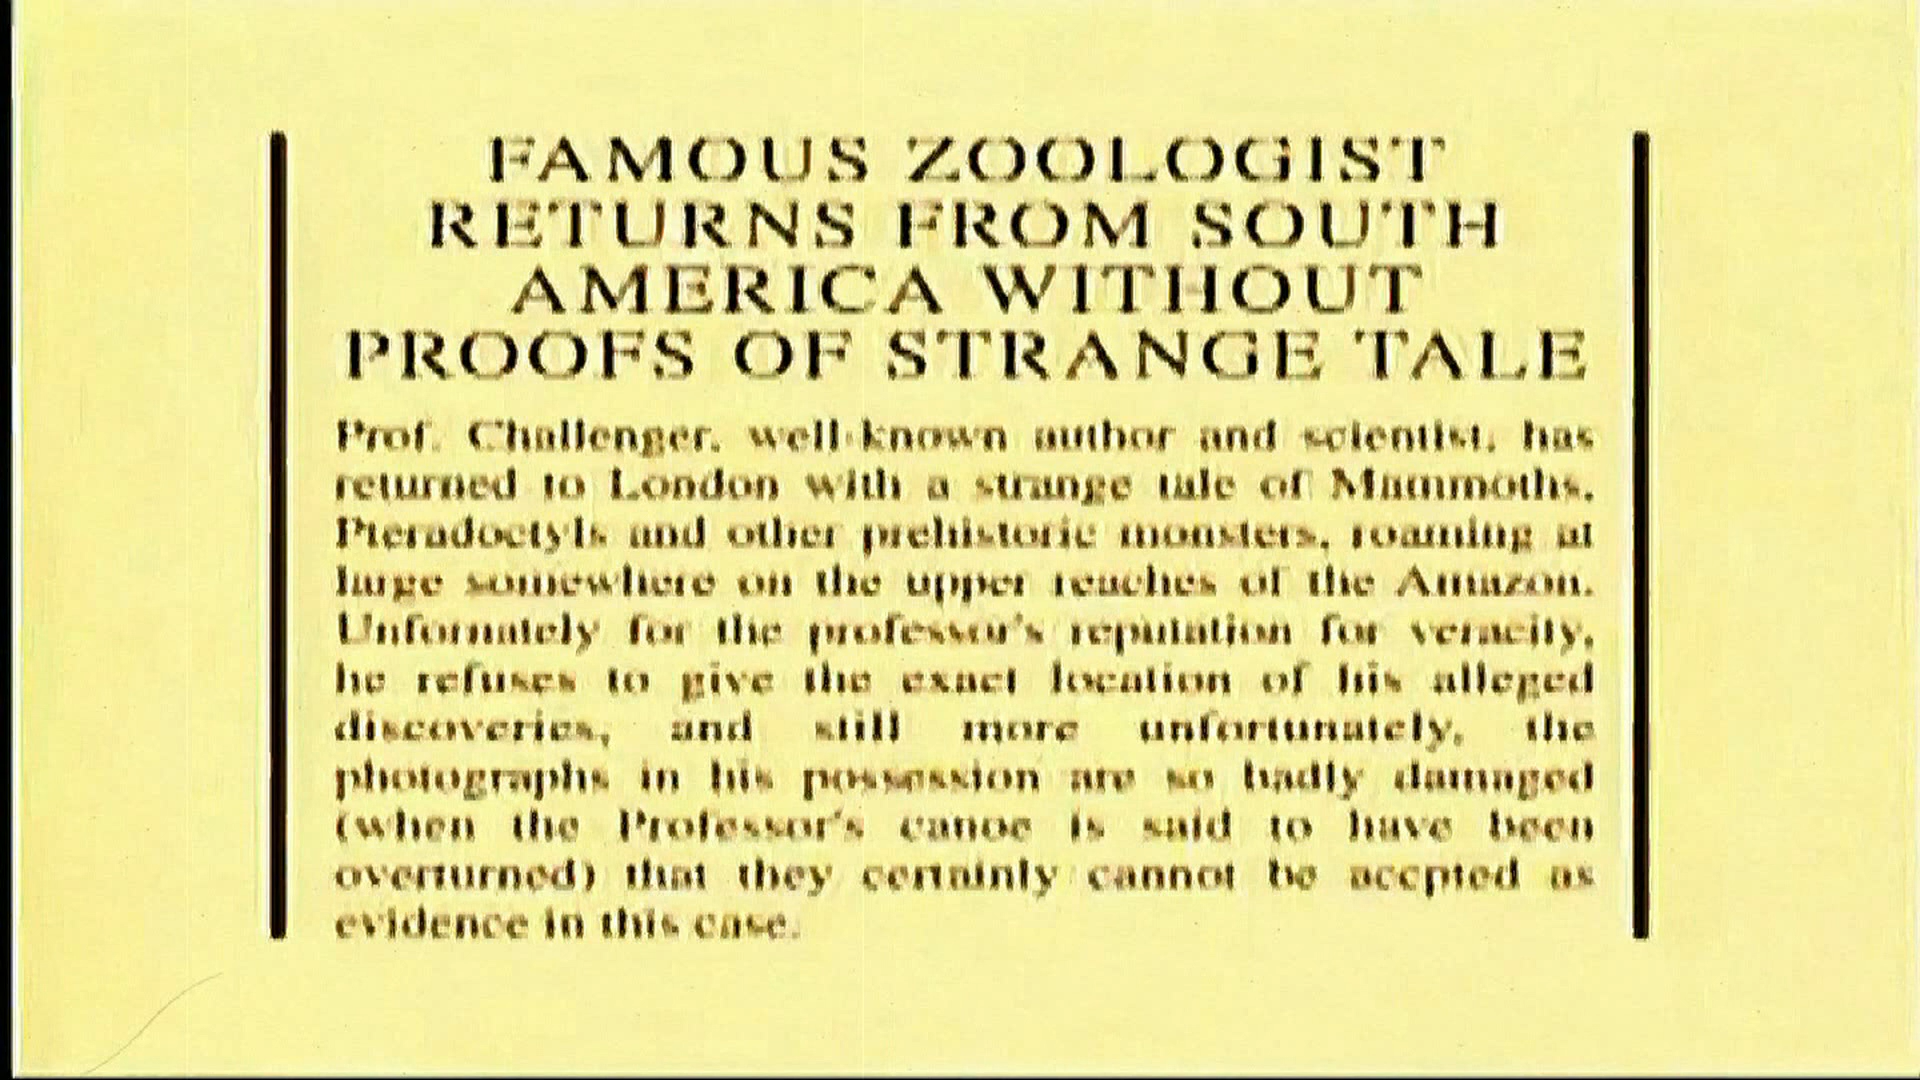 FAMOUS ZOOLOGIST
RETURNS FROM SOUTH
AMERICA WITHOUT
PROOFS OF STRANGE TALE
Prof. Challenger, well-known author and scientist, has
returned to London with a strange tale of Mammoths,
Pteradoctyls and other prehistoric monsters, roaming at
large somewhere on the upper reaches of the Amazon.
Unfornately for the professor's reputation for veracity,
he refuses to give the exact location of his alleged
discoveries, and still more unfortunately, the
photographs in his possession are so badly damaged
(when the Professor's canoe is said to have been
overturned) that they certainly cannot be accpted as
evidence in this case.